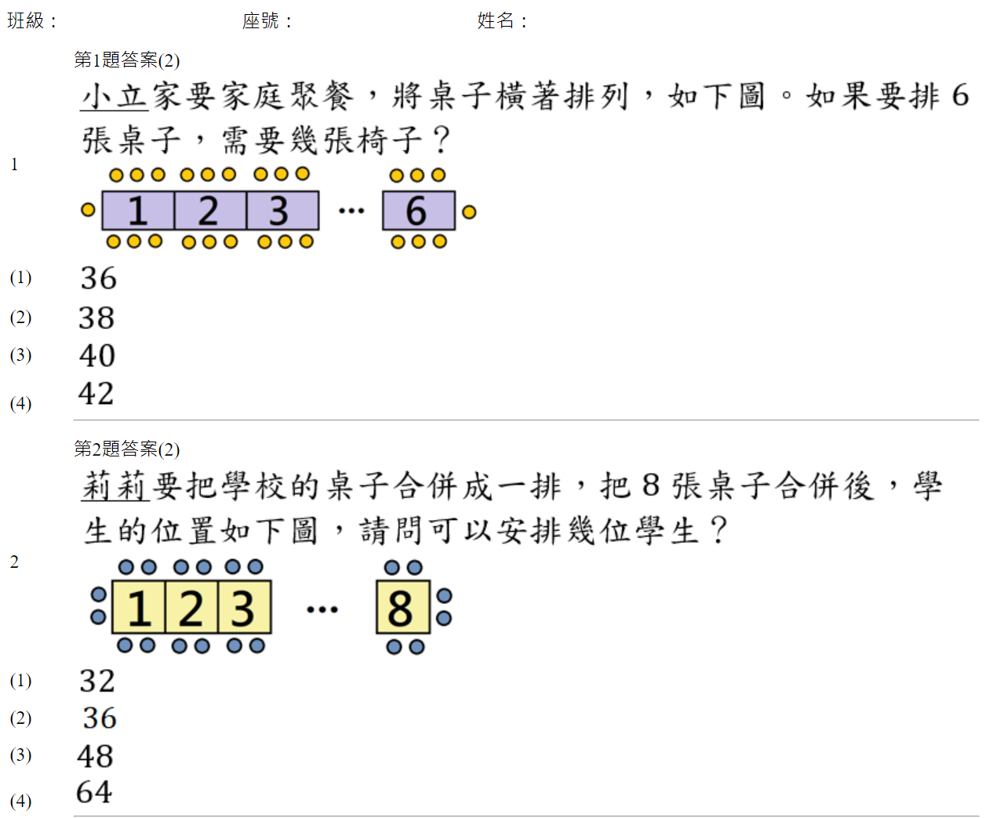 班級： 座號： 姓名：
第1題答案(2)
1
小立家要家庭聚餐，將桌子橫著排列，如下圖。如果要排 6
張桌子，需要幾張椅子？
1 2 3 ... 6
(1) 36
(2) 38
(3) 40
(4) 42
第2題答案(2)
2
莉莉要把學校的桌子合併成一排，把 8 張桌子合併後，學
生的位置如下圖，請問可以安排幾位學生？
1 2 3 ... 8
(1) 32
(2) 36
(3) 48
(4) 64